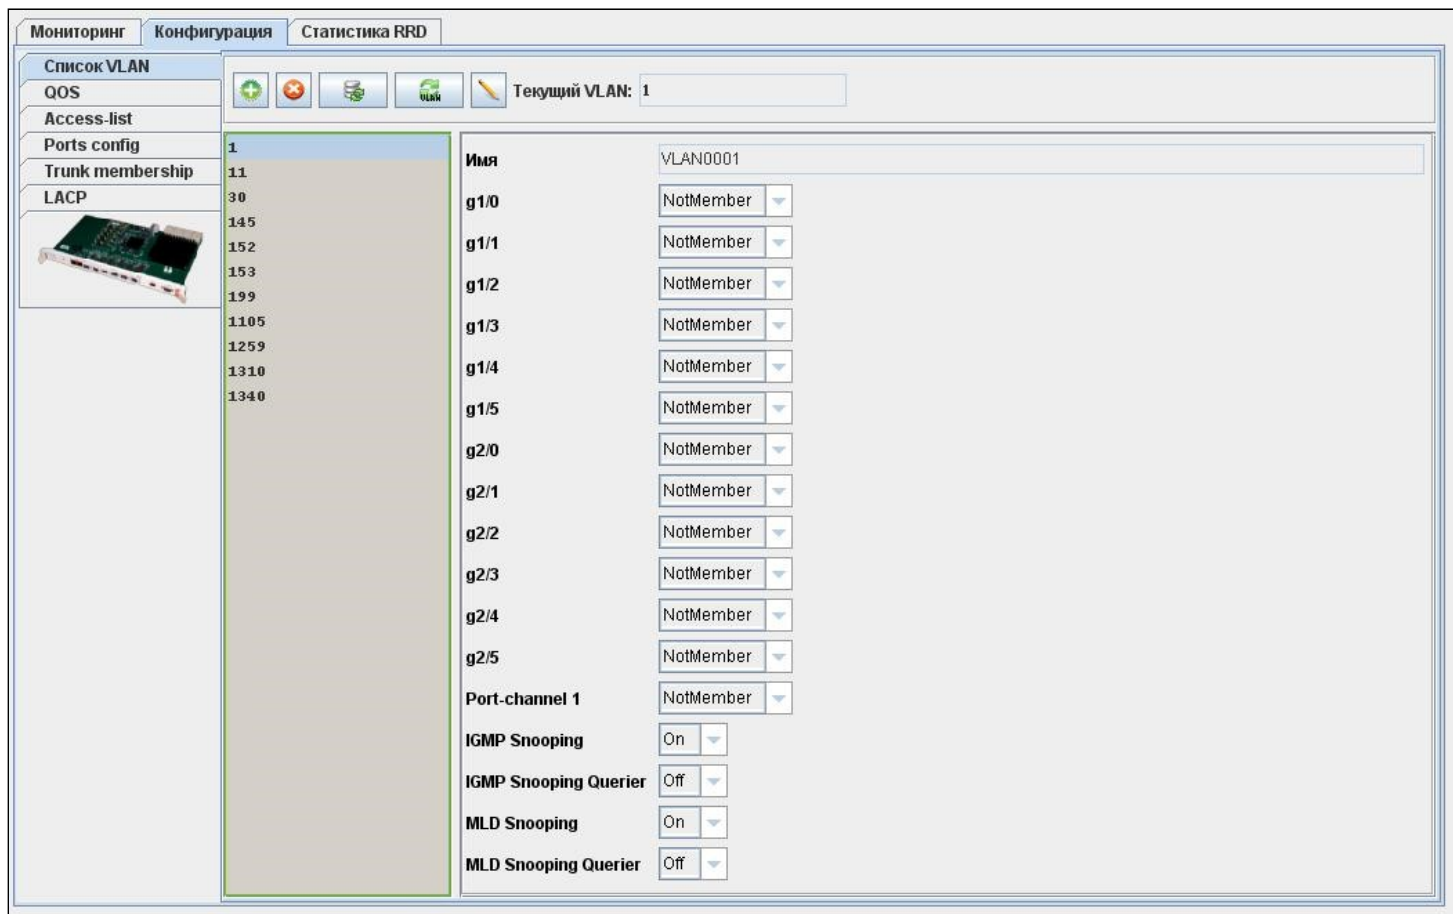 Мониторинг Конфигурация Статистика RRD
Список VLAN
QOS
Access-list
Ports config
Trunk membership
LACP
VLAN Текущий VLAN: 1
1
11
30
145
152
153
199
1105
1259
1310
1340
Имя VLAN0001
g1/0 NotMember
g1/1 NotMember
g1/2 NotMember
g1/3 NotMember
g1/4 NotMember
g1/5 NotMember
g2/0 NotMember
g2/1 NotMember
g2/2 NotMember
g2/3 NotMember
g2/4 NotMember
g2/5 NotMember
Port-channel 1 NotMember
IGMP Snooping On
IGMP Snooping Querier Off
MLD Snooping On
MLD Snooping Querier Off